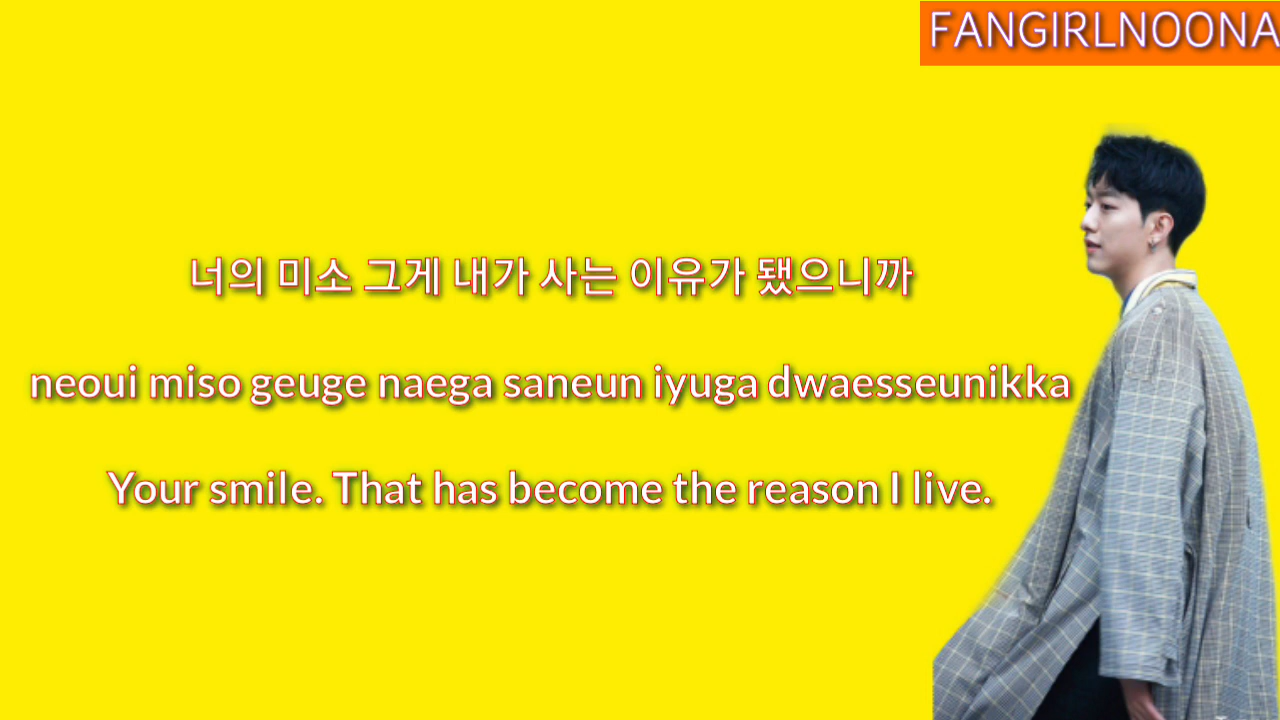 FANGIRLNOONA
너의 미소 그게 내가 사는 이유가 됐으니까
neoui miso geuge naega saneun iyuga dwaesseunikka
Your smile. That has become the reason I live.